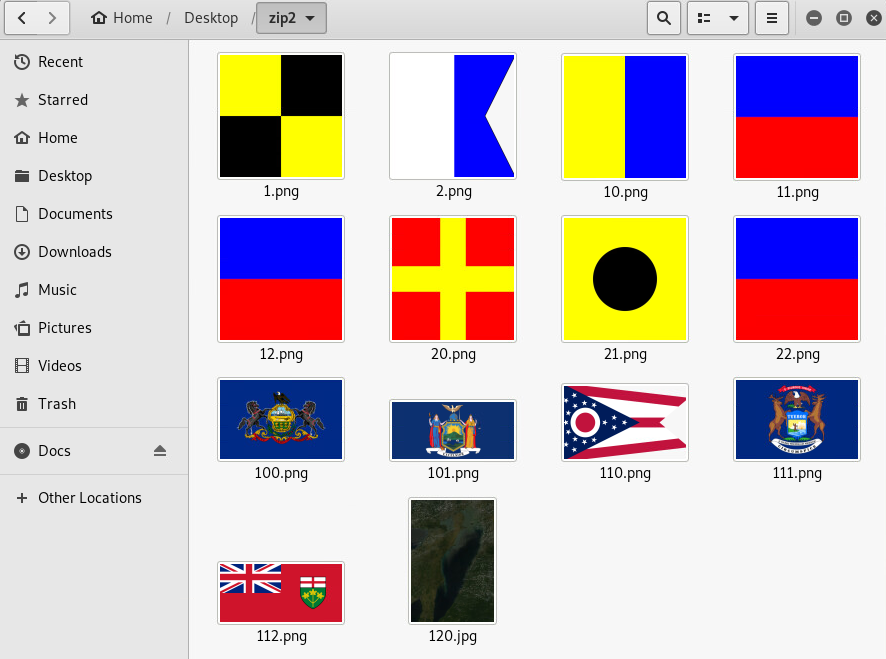 Home / Desktop / zip2
Recent
Starred
Home
Desktop
Documents
Downloads
Music
Pictures
Videos
Trash
Docs
+ Other Locations
1.png 2.png 10.png 11.png
12.png 20.png 21.png 22.png
100.png 101.png 110.png 111.png
112.png 120.jpg